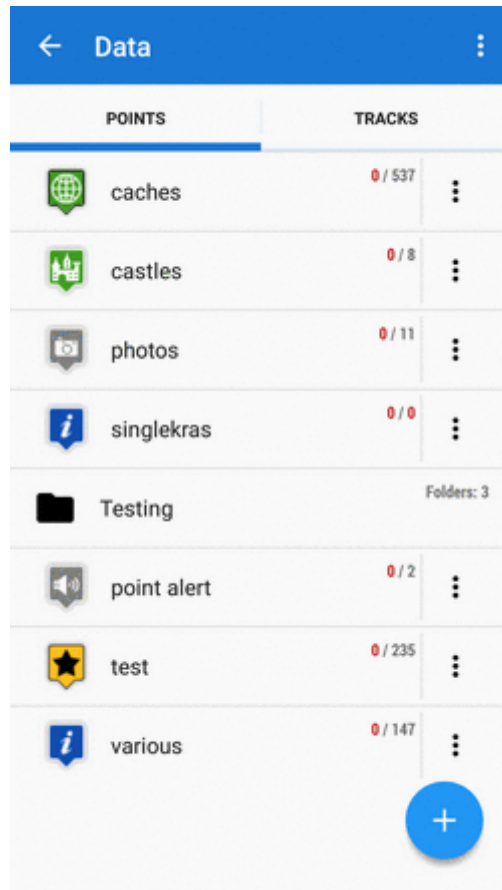 Data
POINTS TRACKS
caches 0 / 537
castles 0 / 8
photos 0 / 11
singlekras 0 / 0
Testing Folders: 3
point alert 0 / 2
test 0 / 235
various 0 / 147